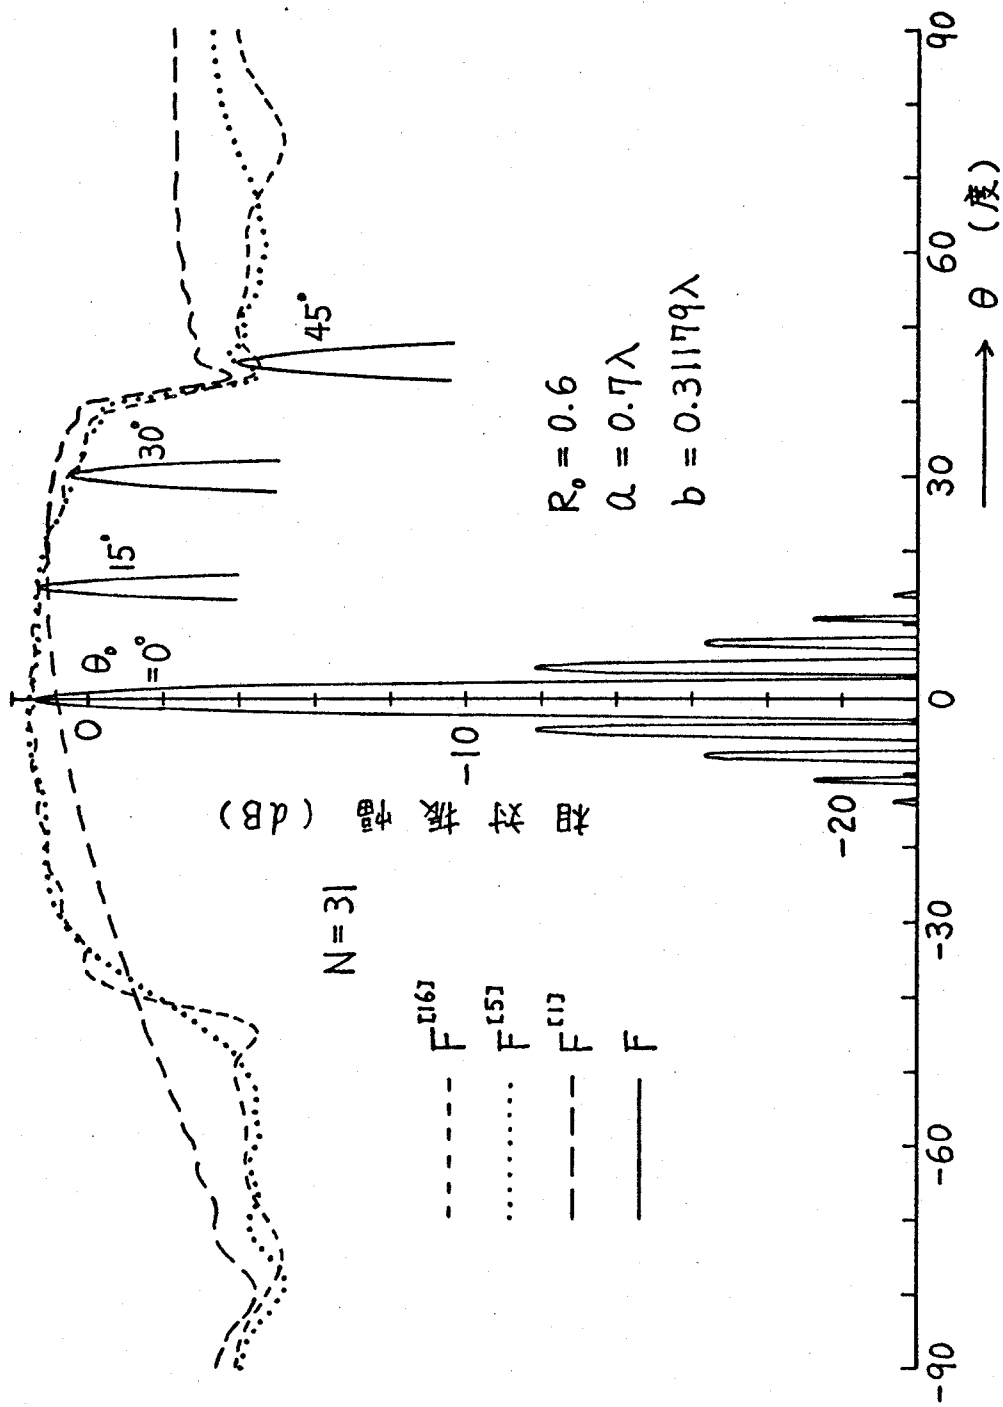 0
-10
-20
相対振幅 (dB)
θ₀
=0°
15°
30°
45°
N = 31
F[16]
F[5]
F[1]
F
R₀ = 0.6
a = 0.7λ
b = 0.31179λ
-90
-60
-30
0
30
60
90
→ θ (度)